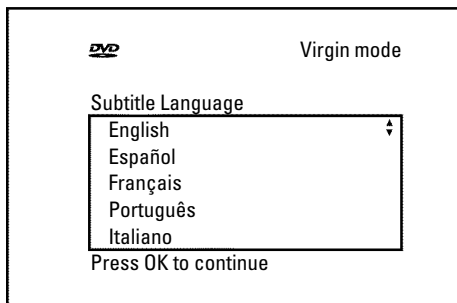 DVD
Virgin mode
Subtitle Language
English
Español
Français
Português
Italiano
Press OK to continue